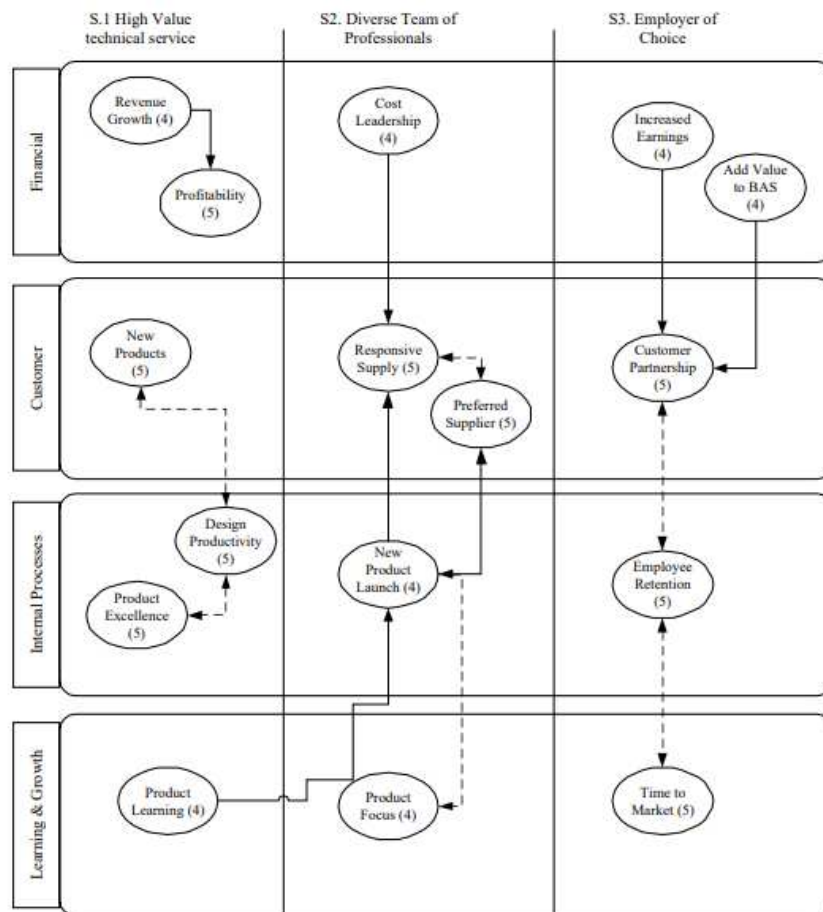 S.1 High Value
technical service
S2. Diverse Team of
Professionals
S3. Employer of
Choice
Financial
Revenue
Growth (4)
Profitability
(5)
Cost
Leadership
(4)
Increased
Earnings
(4)
Add Value
to BAS
(4)
Customer
New
Products
(5)
Responsive
Supply (5)
Preferred
Supplier (5)
Customer
Partnership
(5)
Internal Processes
Design
Productivity
(5)
Product
Excellence
(5)
New
Product
Launch (4)
Employee
Retention
(5)
Learning & Growth
Product
Learning (4)
Product
Focus (4)
Time to
Market (5)